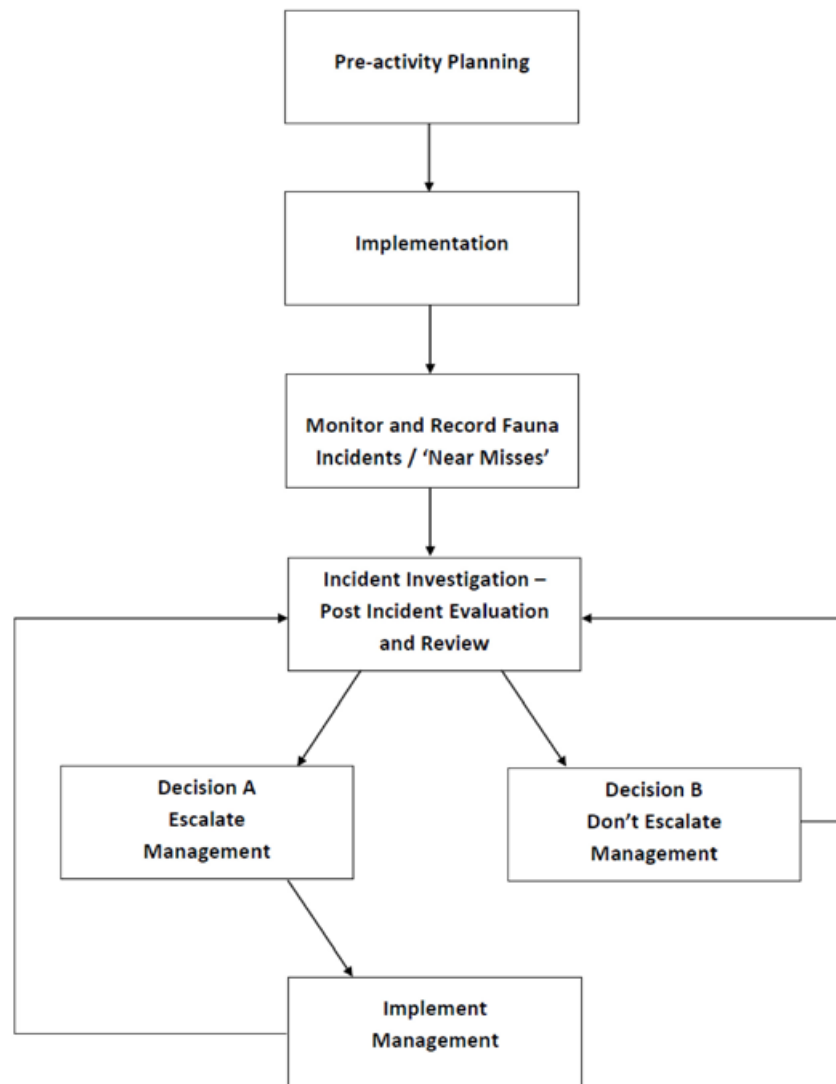 Pre-activity Planning
Implementation
Monitor and Record Fauna
Incidents / ‘Near Misses’
Incident Investigation –
Post Incident Evaluation
and Review
Decision A
Escalate
Management
Decision B
Don’t Escalate
Management
Implement
Management